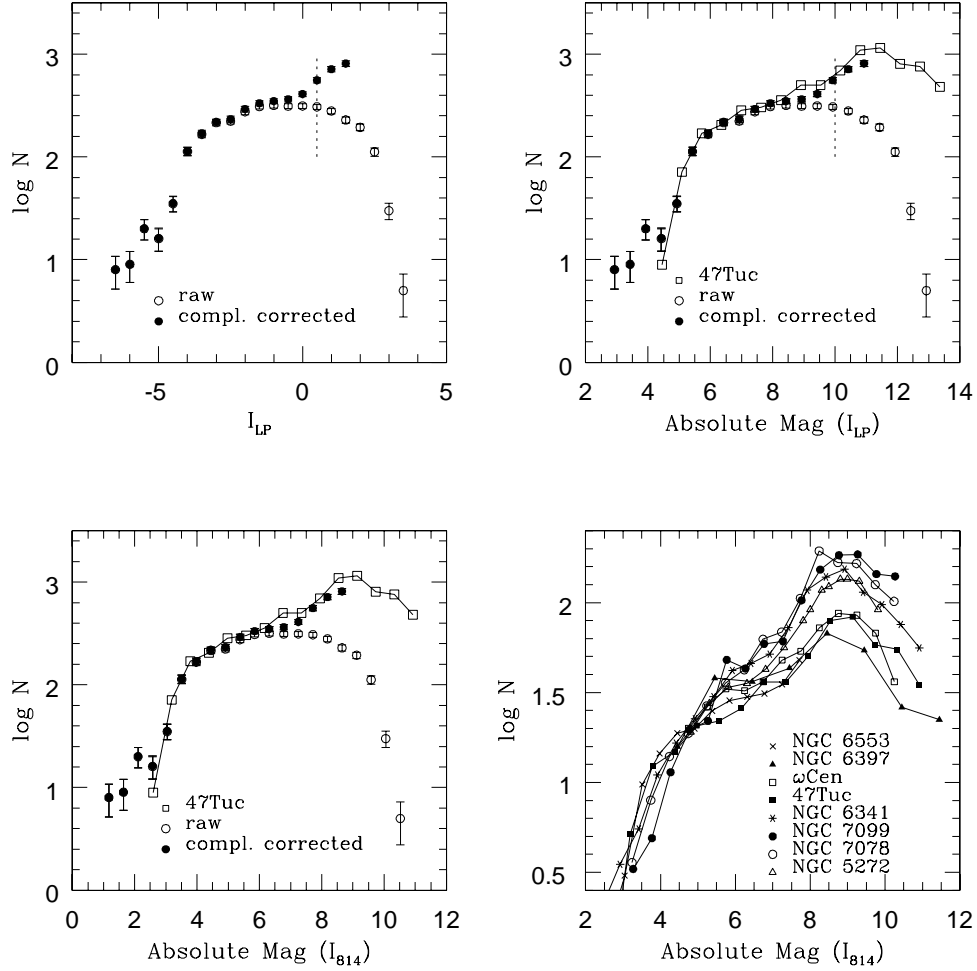 3
2
1
0
log N
-5
0
5
I_LP
raw
compl. corrected
3
2
1
0
log N
2
4
6
8
10
12
14
Absolute Mag (I_LP)
47Tuc
raw
compl. corrected
3
2
1
0
log N
0
2
4
6
8
10
12
Absolute Mag (I_814)
47Tuc
raw
compl. corrected
2
1.5
1
0.5
log N
2
4
6
8
10
12
Absolute Mag (I_814)
NGC 6553
NGC 6397
ωCen
47Tuc
NGC 6341
NGC 7099
NGC 7078
NGC 5272